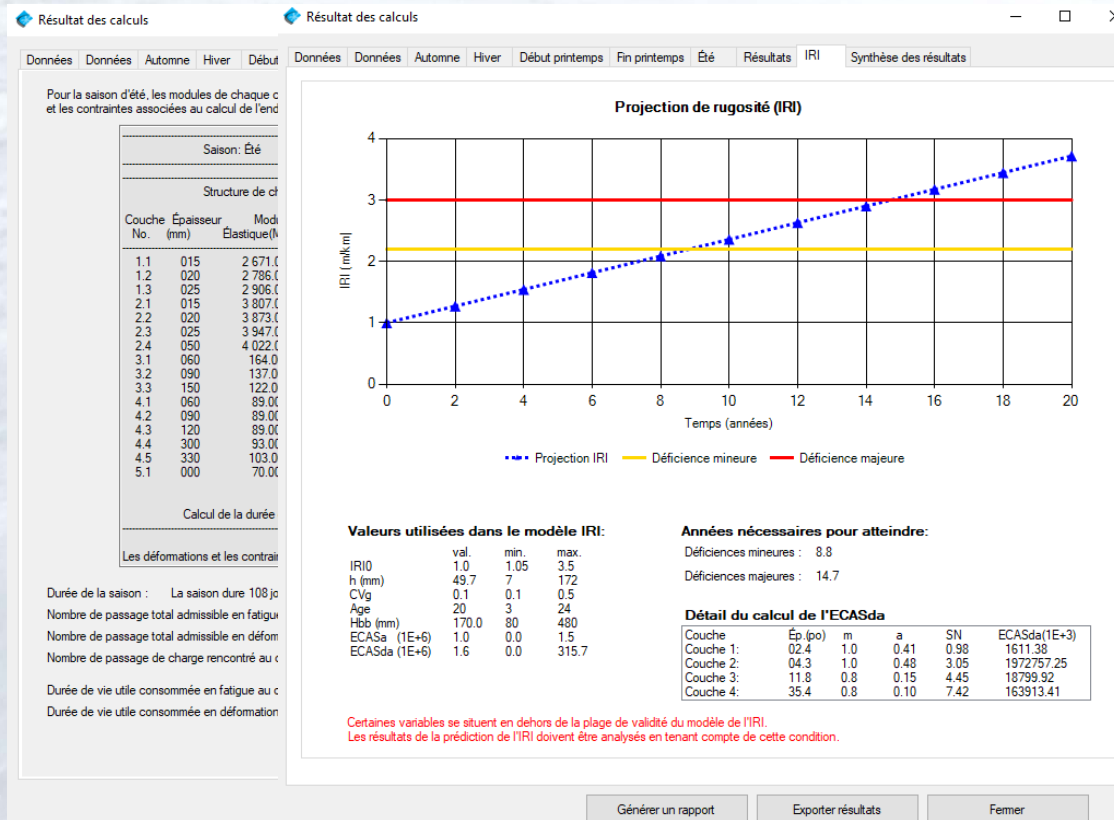 Résultat des calculs
Données Données Automne Hiver Début
Pour la saison d'été, les modules de chaque c
et les contraintes associées au calcul de l'end
Saison: Été
Structure de ch
Couche Épaisseur Modu
No. (mm) Élastique(M
1.1 015 2 671.0
1.2 020 2 786.0
1.3 025 2 906.0
2.1 015 3 807.0
2.2 020 3 873.0
2.3 025 3 947.0
2.4 050 4 022.0
3.1 060 164.0
3.2 090 137.0
3.3 150 122.0
4.1 060 89.00
4.2 090 89.00
4.3 120 89.00
4.4 300 93.00
4.5 330 103.0
5.1 000 70.00
Calcul de la durée
Les déformations et les contrain
Durée de la saison : La saison dure 108 jo
Nombre de passage total admissible en fatigue
Nombre de passage total admissible en défom
Nombre de passage de charge rencontré au c
Durée de vie utile consommée en fatigue au c
Durée de vie utile consommée en déformation
Résultat des calculs
Données Données Automne Hiver Début printemps Fin printemps Été Résultats IRI Synthèse des résultats
Projection de rugosité (IRI)
IRI (m/km)
4
3
2
1
0
0 2 4 6 8 10 12 14 16 18 20
Temps (années)
Projection IRI Déficience mineure Déficience majeure
Valeurs utilisées dans le modèle IRI:
val. min. max.
IRI0 1.0 1.05 3.5
h (mm) 49.7 7 172
CVg 0.1 0.1 0.5
Age 20 3 24
Hbb (mm) 170.0 80 480
ECASa (1E+6) 1.0 0.0 1.5
ECASda (1E+6) 1.6 0.0 315.7
Années nécessaires pour atteindre:
Déficiences mineures : 8.8
Déficiences majeures : 14.7
Détail du calcul de l'ECASda
Couche Ép.(po) m a SN ECASda(1E+3)
Couche 1: 02.4 1.0 0.41 0.98 1611.38
Couche 2: 04.3 1.0 0.48 3.05 1972757.25
Couche 3: 11.8 0.8 0.15 4.45 18799.92
Couche 4: 35.4 0.8 0.10 7.42 163913.41
Certaines variables se situent en dehors de la plage de validité du modèle de l'IRI.
Les résultats de la prédiction de l'IRI doivent être analysés en tenant compte de cette condition.
Générer un rapport Exporter résultats Fermer